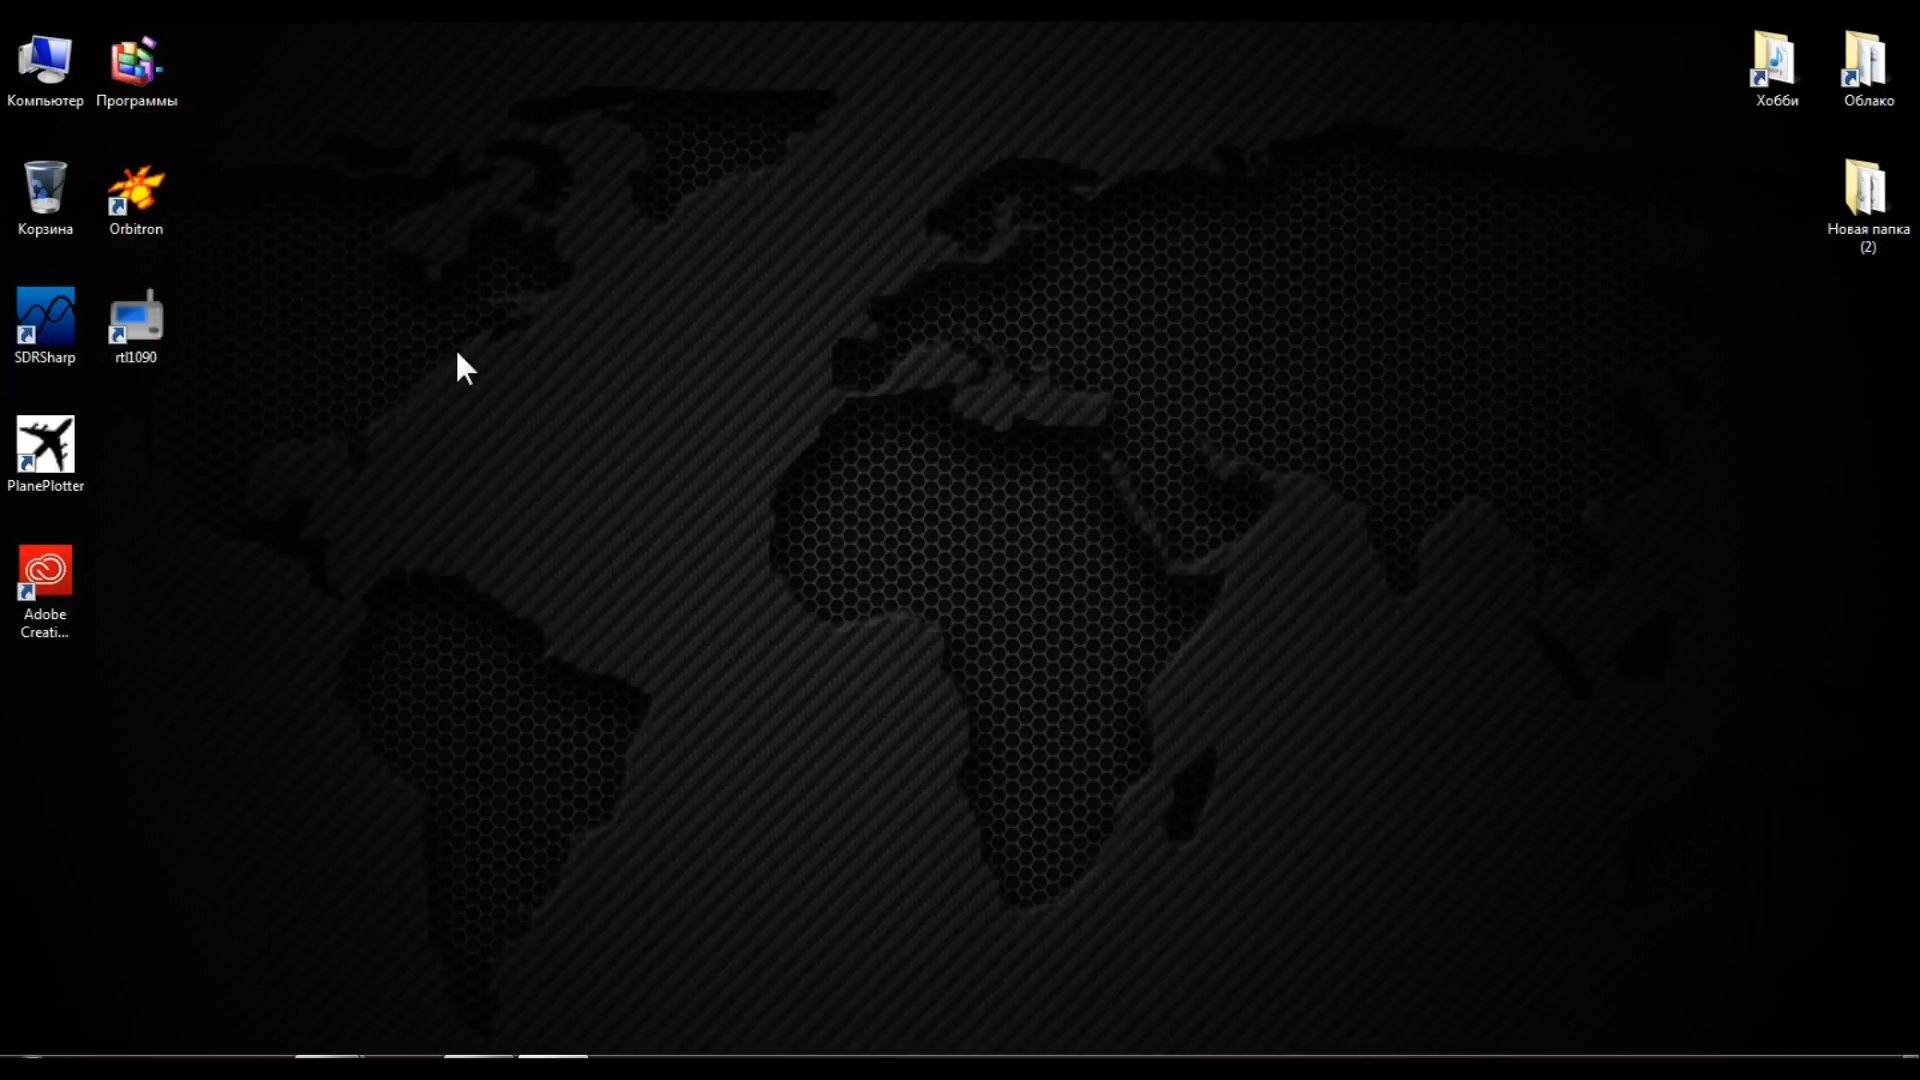 Компьютер
Программы
Корзина
Orbitron
SDRSharp
rtl1090
PlanePlotter
Adobe
Creati...
Хобби
Облако
Новая папка
(2)